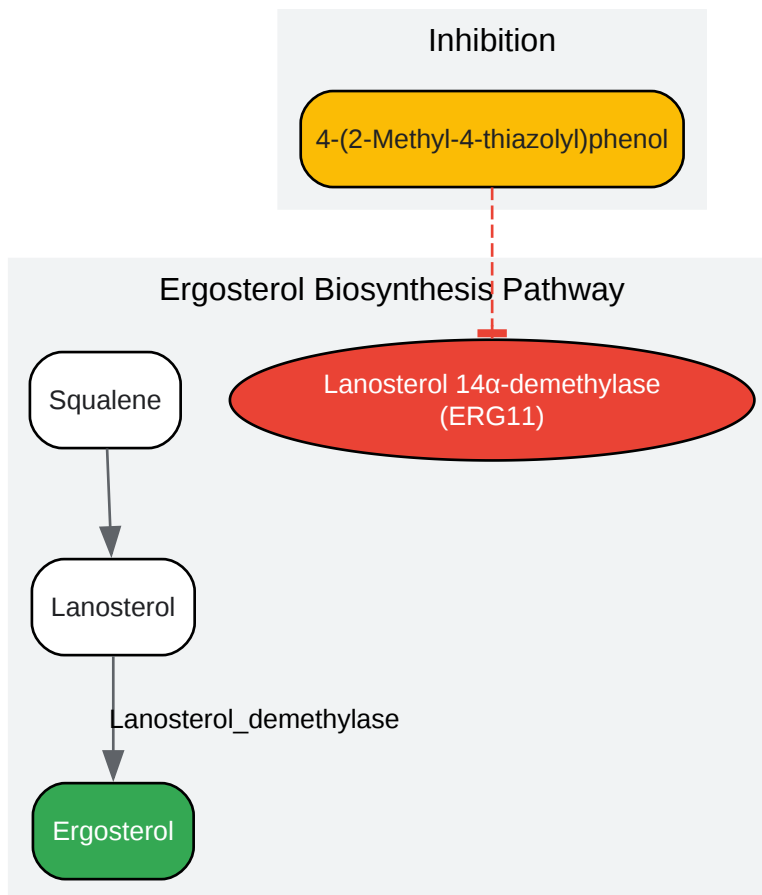 Inhibition
4-(2-Methyl-4-thiazolyl)phenol
Ergosterol Biosynthesis Pathway
Squalene
Lanosterol 14α-demethylase
(ERG11)
Lanosterol
Lanosterol_demethylase
Ergosterol